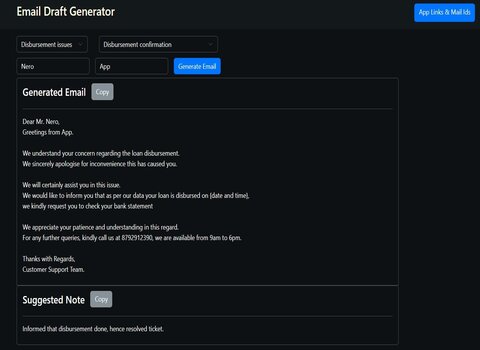 Email Draft Generator
App Links & Mail Ids
Disbursement issues
Disbursement confirmation
Nero
App
Generate Email
Generated Email
Copy
Dear Mr. Nero,
Greetings from App.
We understand your concern regarding the loan disbursement.
We sincerely apologise for inconvenience this has caused you.
We will certainly assist you in this issue.
We would like to inform you that as per our data your loan is disbursed on {date and time},
we kindly request you to check your bank statement
We appreciate your patience and understanding in this regard.
For any further queries, kindly call us at 8792912390, we are available from 9am to 6pm.
Thanks with Regards,
Customer Support Team.
Suggested Note
Copy
Informed that disbursement done, hence resolved ticket.